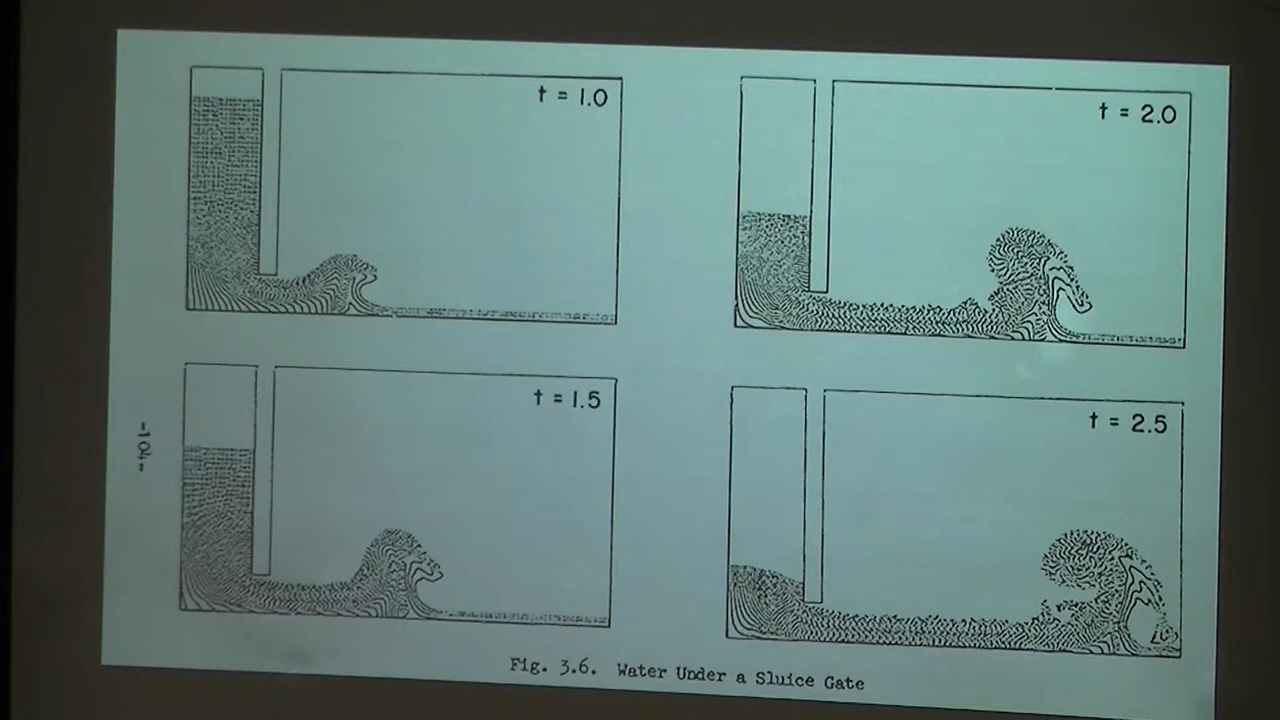 t = 1.0
t = 2.0
t = 1.5
t = 2.5
-104-
Fig. 3.6. Water Under a Sluice Gate